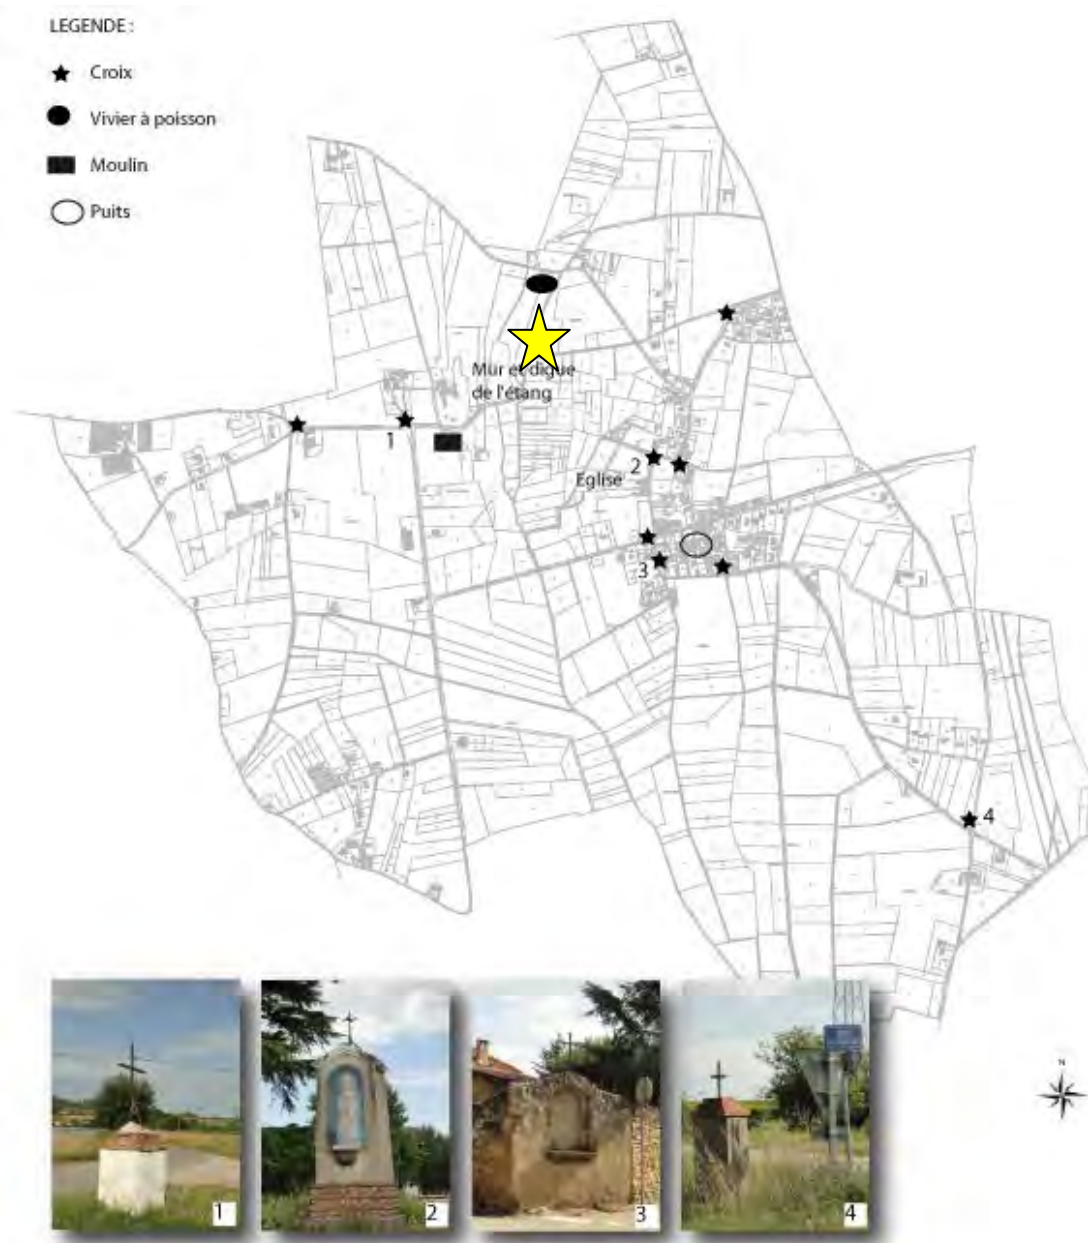 LEGENDE :
Croix
Vivier à poisson
Moulin
Puits
Mur et digue
de l'étang
1
2
Eglise
3
4
N
1
2
3
4